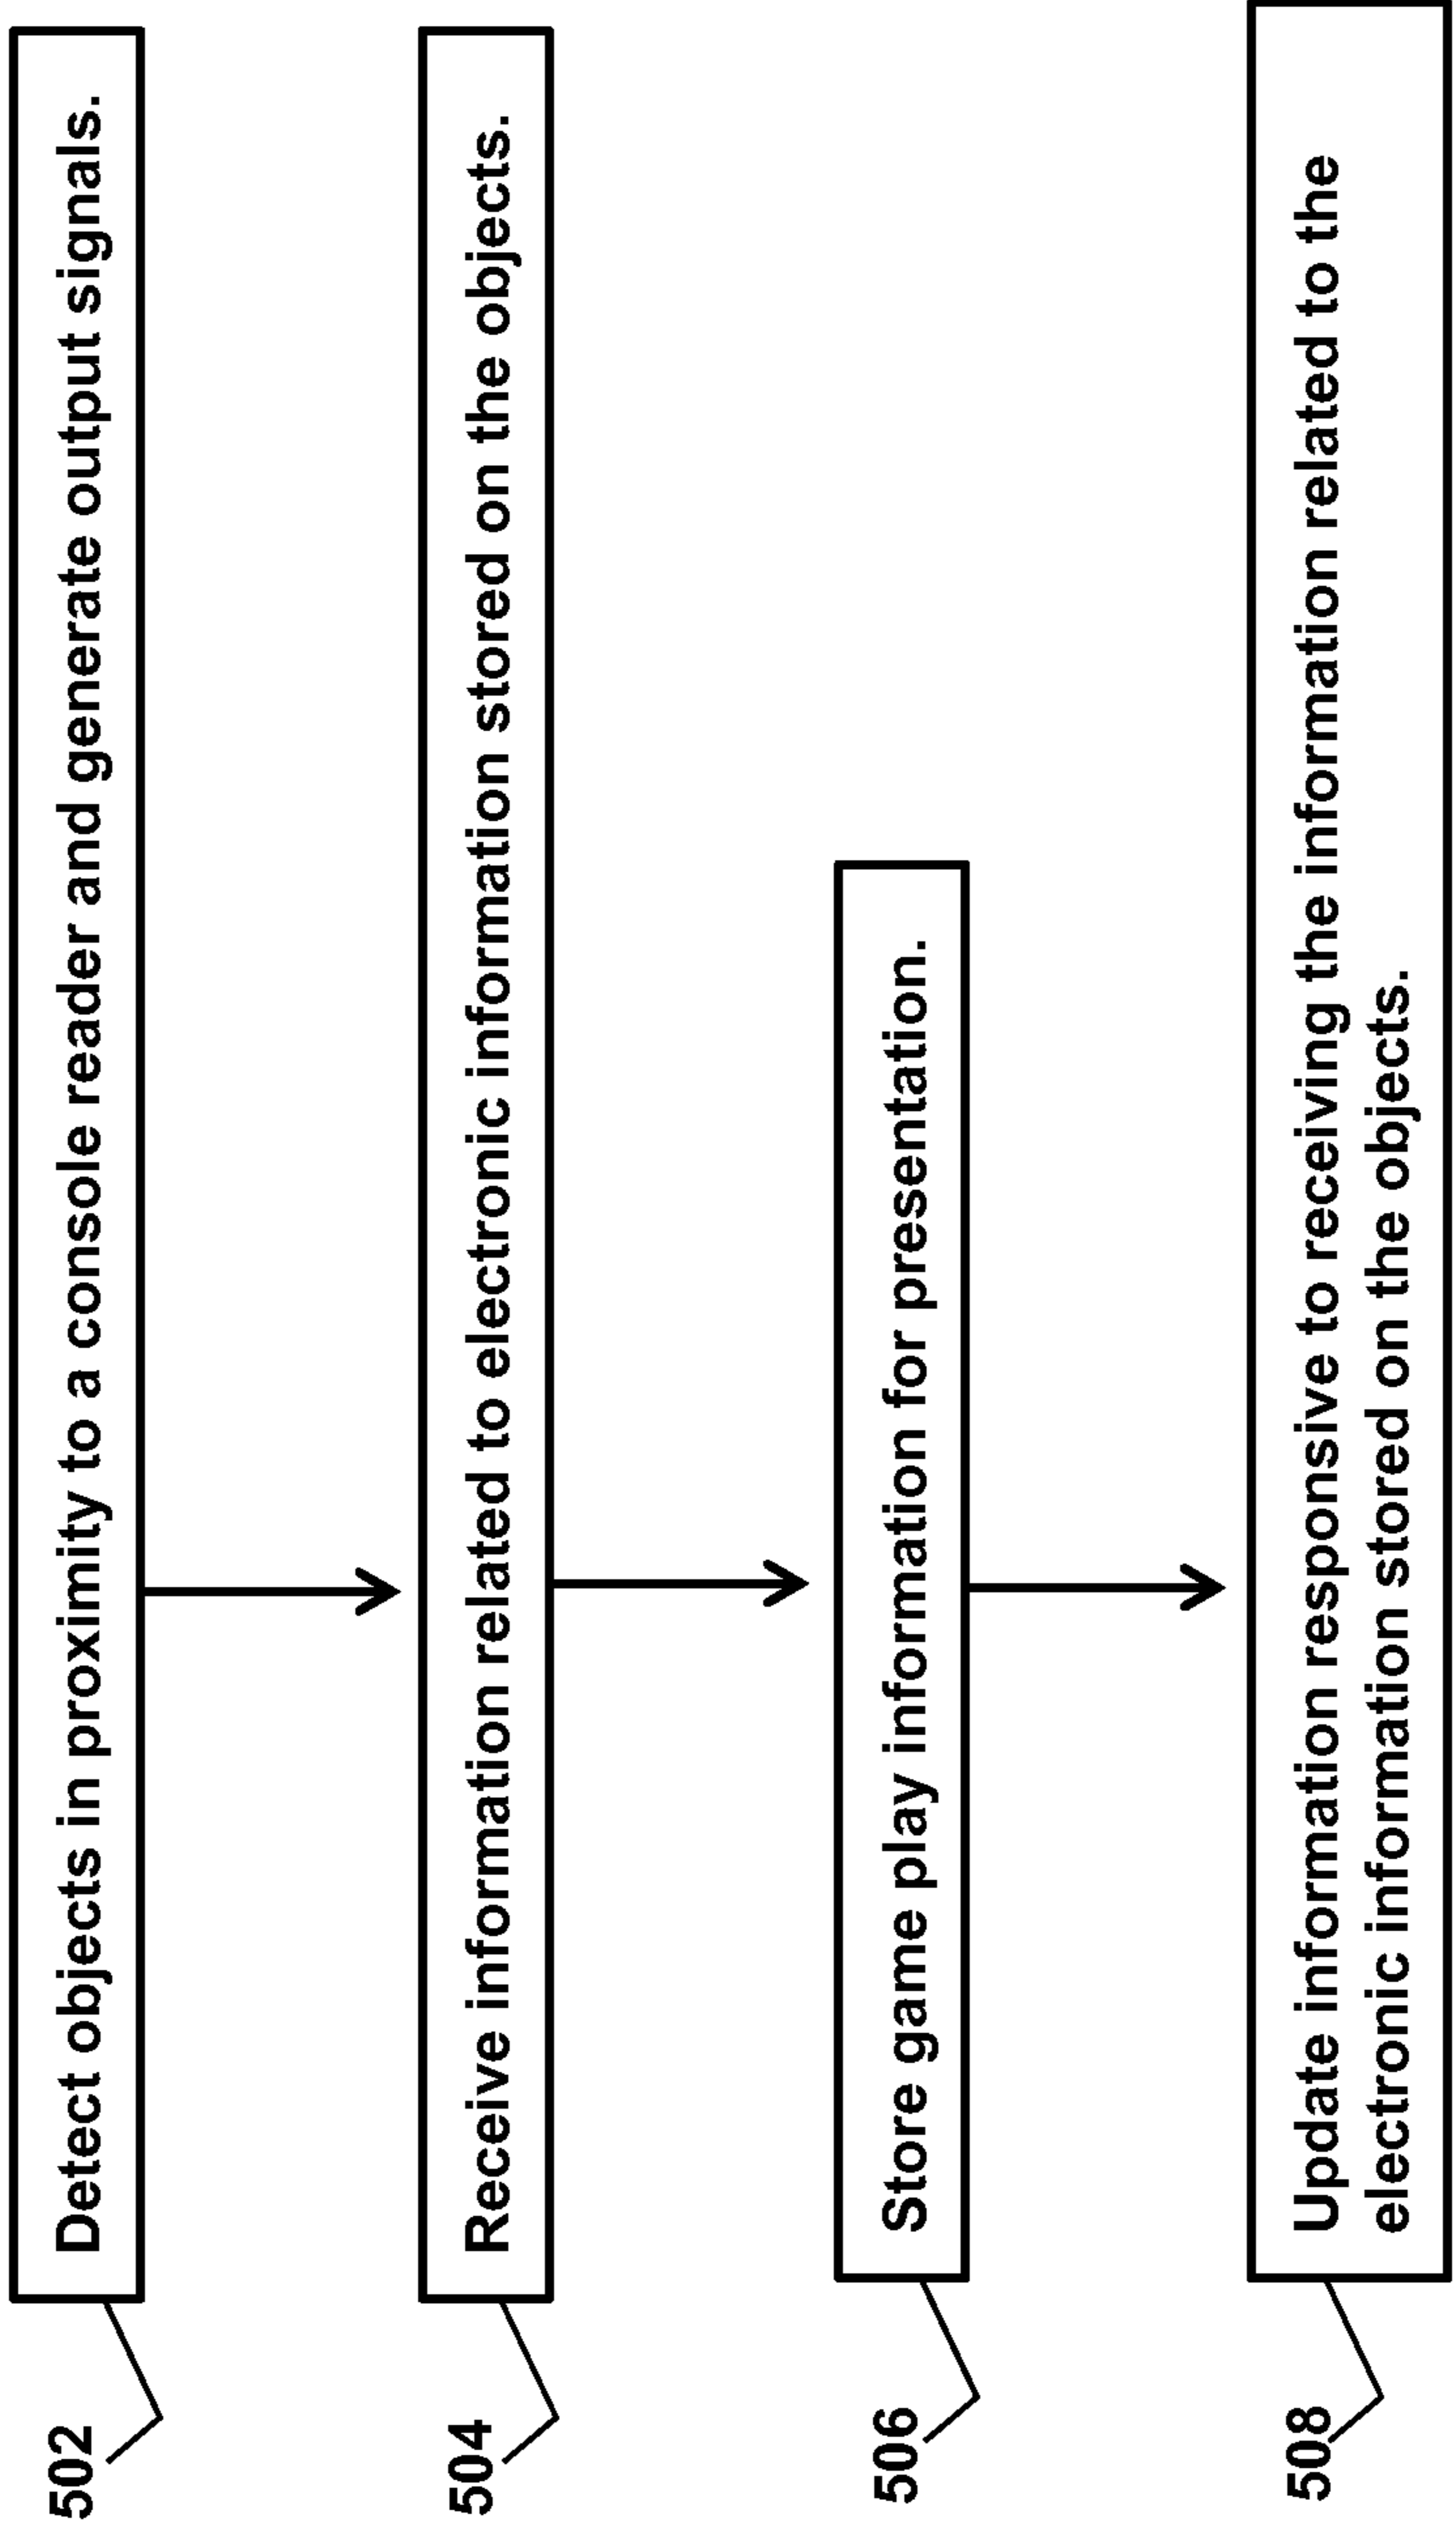 502
Detect objects in proximity to a console reader and generate output signals.
504
Receive information related to electronic information stored on the objects.
506
Store game play information for presentation.
508
Update information responsive to receiving the information related to the
electronic information stored on the objects.